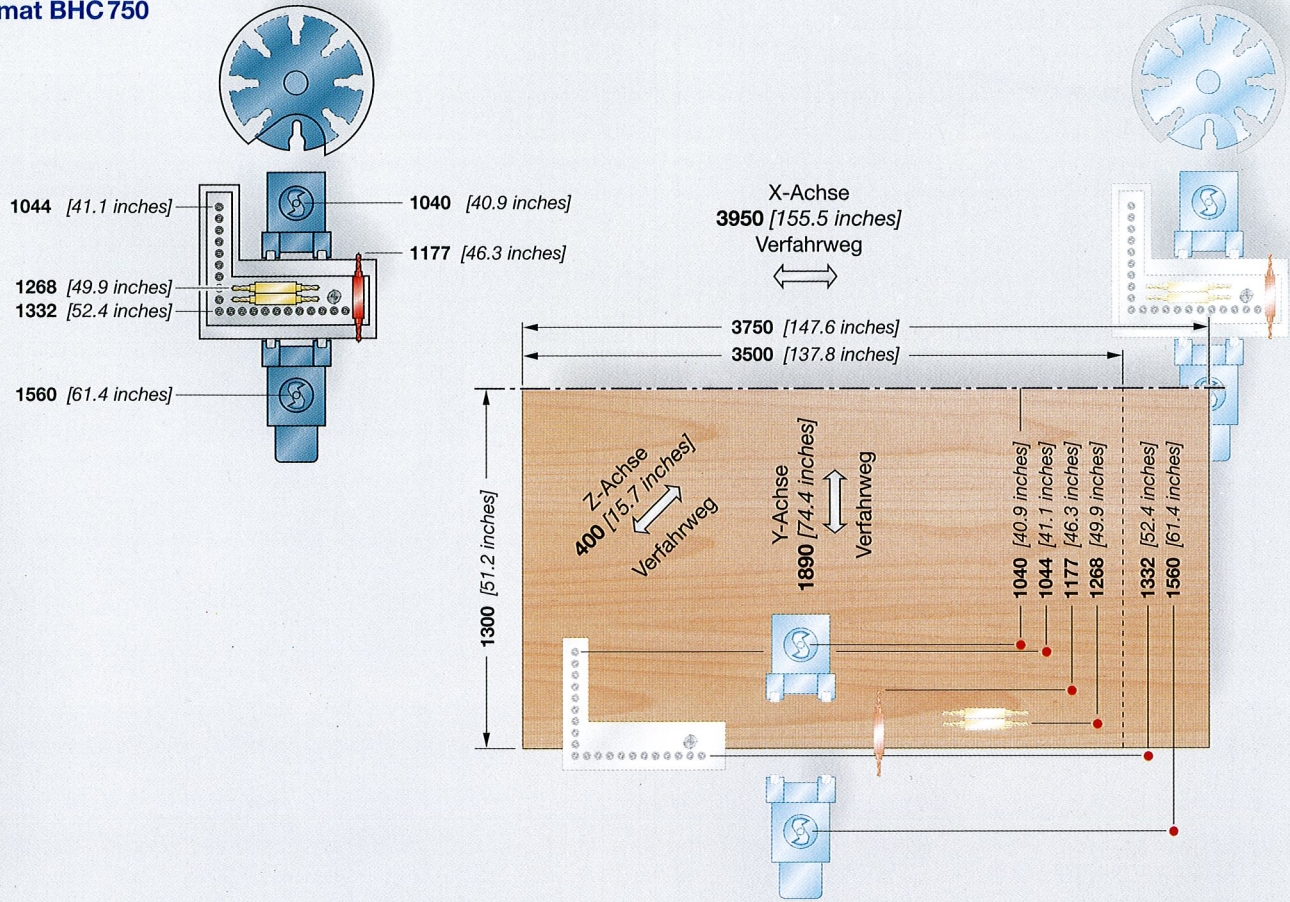 mat BHC 750
1044 [41.1 inches]
1040 [40.9 inches]
1177 [46.3 inches]
1268 [49.9 inches]
1332 [52.4 inches]
1560 [61.4 inches]
X-Achse
3950 [155.5 inches]
Verfahrweg
3750 [147.6 inches]
3500 [137.8 inches]
1300 [51.2 inches]
Z-Achse
400 [15.7 inches]
Verfahrweg
Y-Achse
1890 [74.4 inches]
Verfahrweg
1040 [40.9 inches]
1044 [41.1 inches]
1177 [46.3 inches]
1268 [49.9 inches]
1332 [52.4 inches]
1560 [61.4 inches]